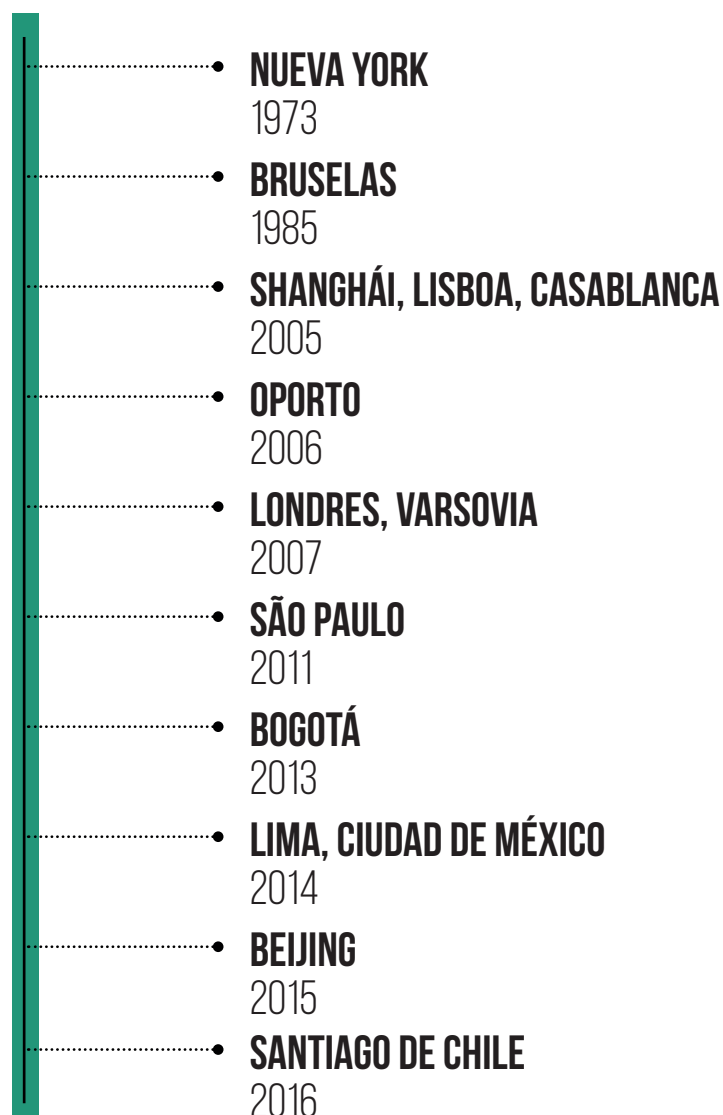 NUEVA YORK
1973
BRUSELAS
1985
SHANGHÁI, LISBOA, CASABLANCA
2005
OPORTO
2006
LONDRES, VARSOVIA
2007
SÃO PAULO
2011
BOGOTÁ
2013
LIMA, CIUDAD DE MÉXICO
2014
BEIJING
2015
SANTIAGO DE CHILE
2016